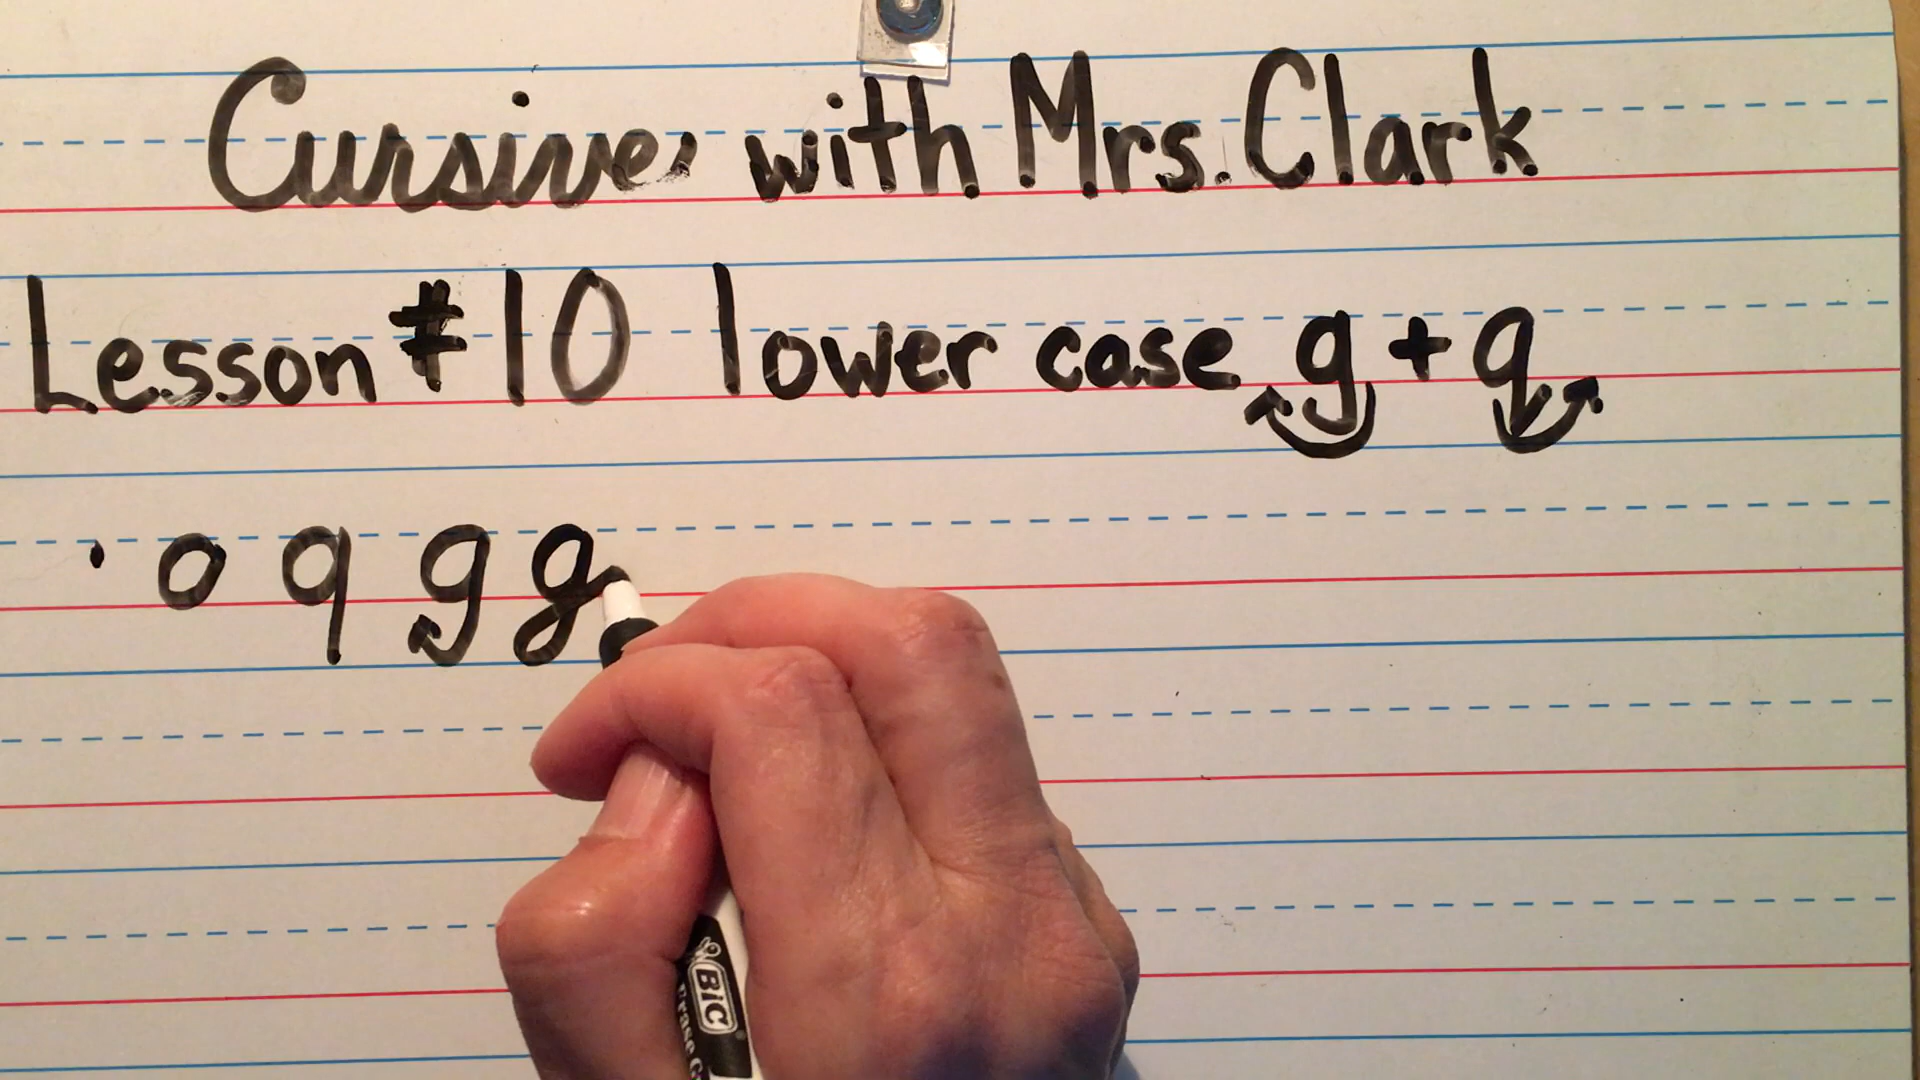 Cursive with Mrs. Clark
Lesson #10 lower case g + q
o q g g
BiC